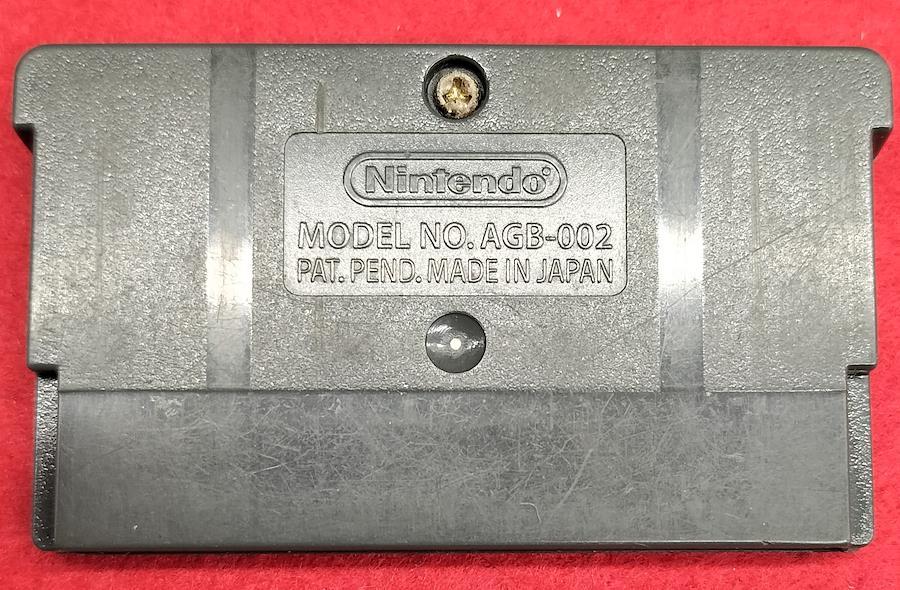 Nintendo®
MODEL NO. AGB-002
PAT. PEND. MADE IN JAPAN